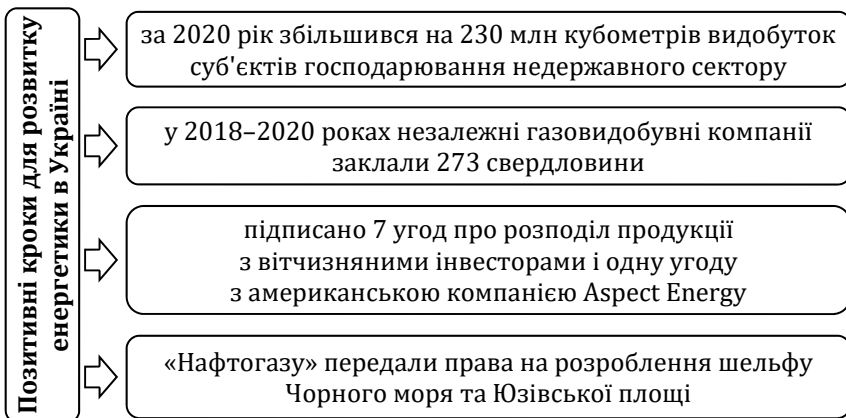 Позитивні кроки для розвитку
енергетики в Україні
за 2020 рік збільшився на 230 млн кубометрів видобуток
суб'єктів господарювання недержавного сектору
у 2018–2020 роках незалежні газовидобувні компанії
заклали 273 свердловини
підписано 7 угод про розподіл продукції
з вітчизняними інвесторами і одну угоду
з американською компанією Aspect Energy
«Нафтогазу» передали права на розроблення шельфу
Чорного моря та Юзівської площі